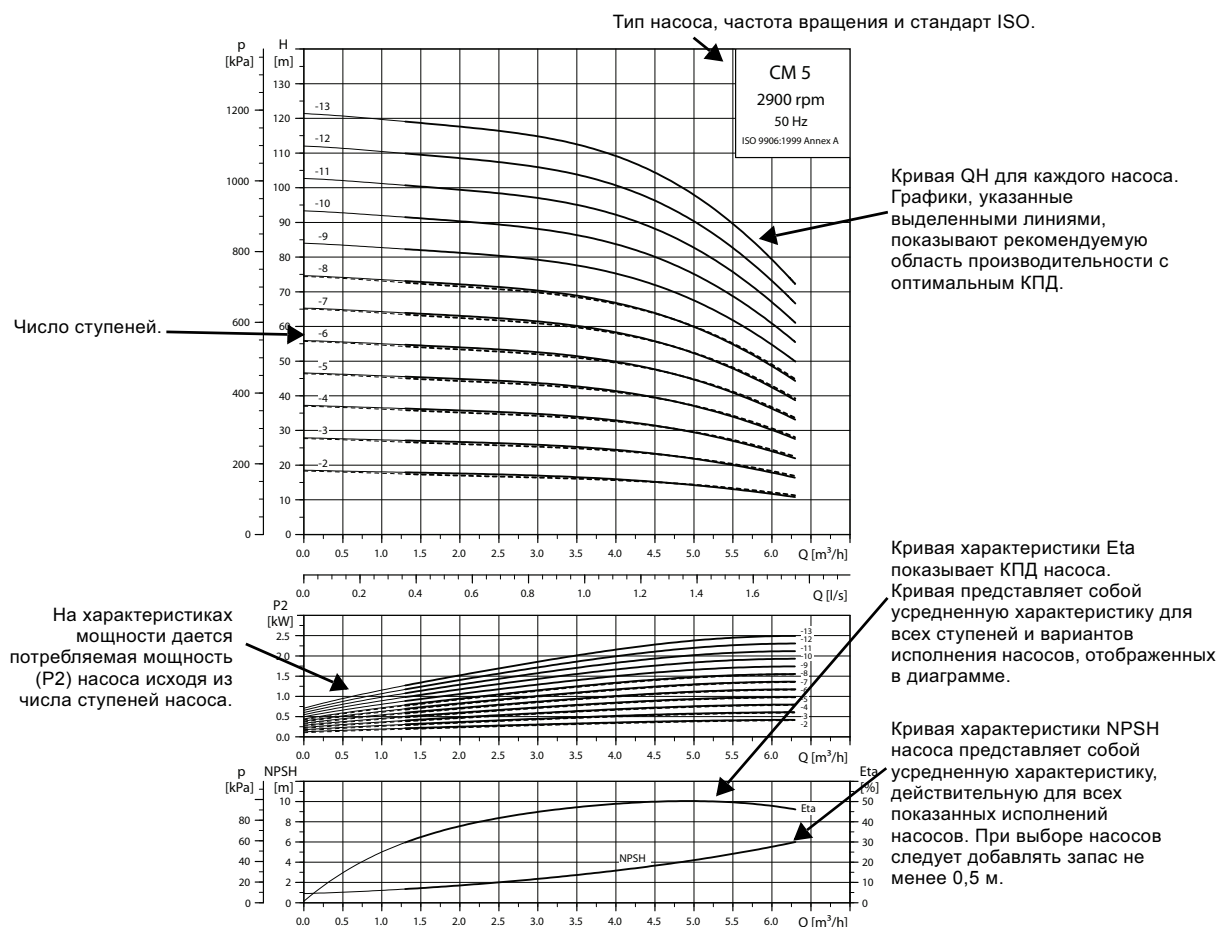 Тип насоса, частота вращения и стандарт ISO.
p
[kPa]
H
[m]
CM 5
2900 rpm
50 Hz
ISO 9906:1999 Annex A
130
120
110
100
90
80
70
60
50
40
30
20
10
0
1200
1000
800
600
400
200
0
-13
-12
-11
-10
-9
-8
-7
-6
-5
-4
-3
-2
Кривая QH для каждого насоса.
Графики, указанные
выделенными линиями,
показывают рекомендуемую
область производительности с
оптимальным КПД.
Число ступеней.
0.0 0.5 1.0 1.5 2.0 2.5 3.0 3.5 4.0 4.5 5.0 5.5 6.0 Q [m³/h]
0.0 0.2 0.4 0.6 0.8 1.0 1.2 1.4 1.6 Q [l/s]
На характеристиках
мощности дается
потребляемая мощность
(P2) насоса исходя из
числа ступеней насоса.
P2
[kW]
2.5
2.0
1.5
1.0
0.5
0.0
-13
-12
-11
-10
-9
-8
-7
-4
-3
-2
0.0 0.5 1.0 1.5 2.0 2.5 3.0 3.5 4.0 4.5 5.0 5.5 6.0 Q [m³/h]
Кривая характеристики Eta
показывает КПД насоса.
Кривая представляет собой
усредненную характеристику для
всех ступеней и вариантов
исполнения насосов, отображенных
в диаграмме.
p
[kPa]
NPSH
[m]
Eta
[%]
80
60
40
20
0
10
8
6
4
2
0
50
40
30
20
10
0
Eta
NPSH
0.0 0.5 1.0 1.5 2.0 2.5 3.0 3.5 4.0 4.5 5.0 5.5 6.0 Q [m³/h]
Кривая характеристики NPSH
насоса представляет собой
усредненную характеристику,
действительную для всех
показанных исполнений
насосов. При выборе насосов
следует добавлять запас не
менее 0,5 м.